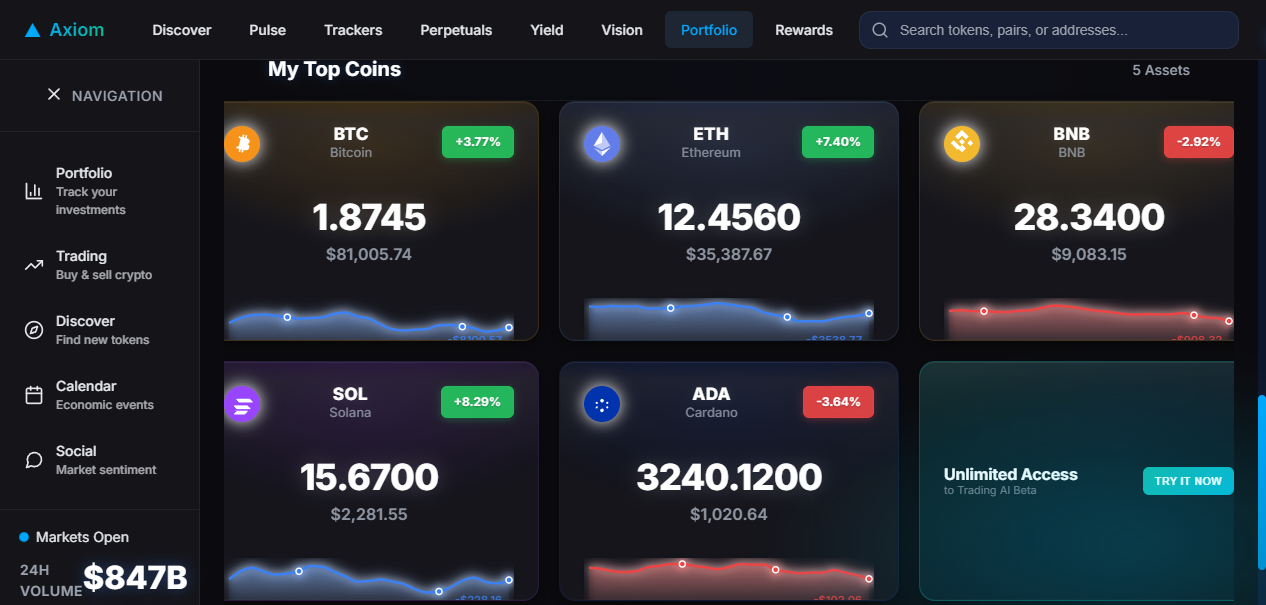 Axiom
Discover
Pulse
Trackers
Perpetuals
Yield
Vision
Portfolio
Rewards
Search tokens, pairs, or addresses...
NAVIGATION
Portfolio
Track your
investments
Trading
Buy & sell crypto
Discover
Find new tokens
Calendar
Economic events
Social
Market sentiment
Markets Open
24H
VOLUME
$847B
My Top Coins
5 Assets
BTC
Bitcoin
+3.77%
1.8745
$81,005.74
ETH
Ethereum
+7.40%
12.4560
$35,387.67
BNB
BNB
-2.92%
28.3400
$9,083.15
SOL
Solana
+8.29%
15.6700
$2,281.55
ADA
Cardano
-3.64%
3240.1200
$1,020.64
Unlimited Access
to Trading AI Beta
TRY IT NOW